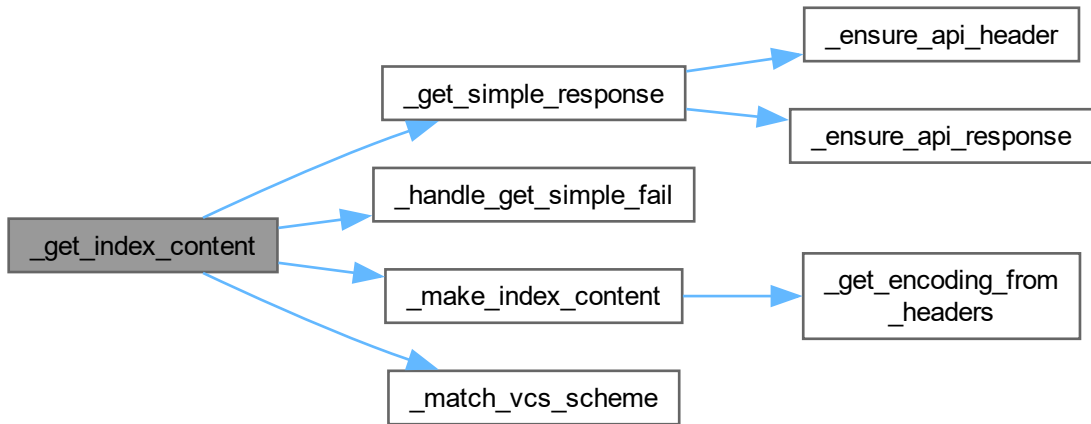 _ensure_api_header
_get_simple_response
_ensure_api_response
_handle_get_simple_fail
_get_index_content
_make_index_content
_get_encoding_from
_headers
_match_vcs_scheme